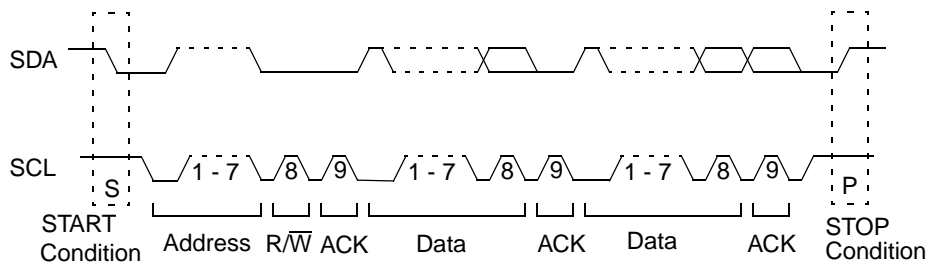 SDA
SCL
S
1 - 7
8
9
1 - 7
8
9
1 - 7
8
9
P
START
Condition
Address
R/W̅
ACK
Data
ACK
Data
ACK
STOP
Condition